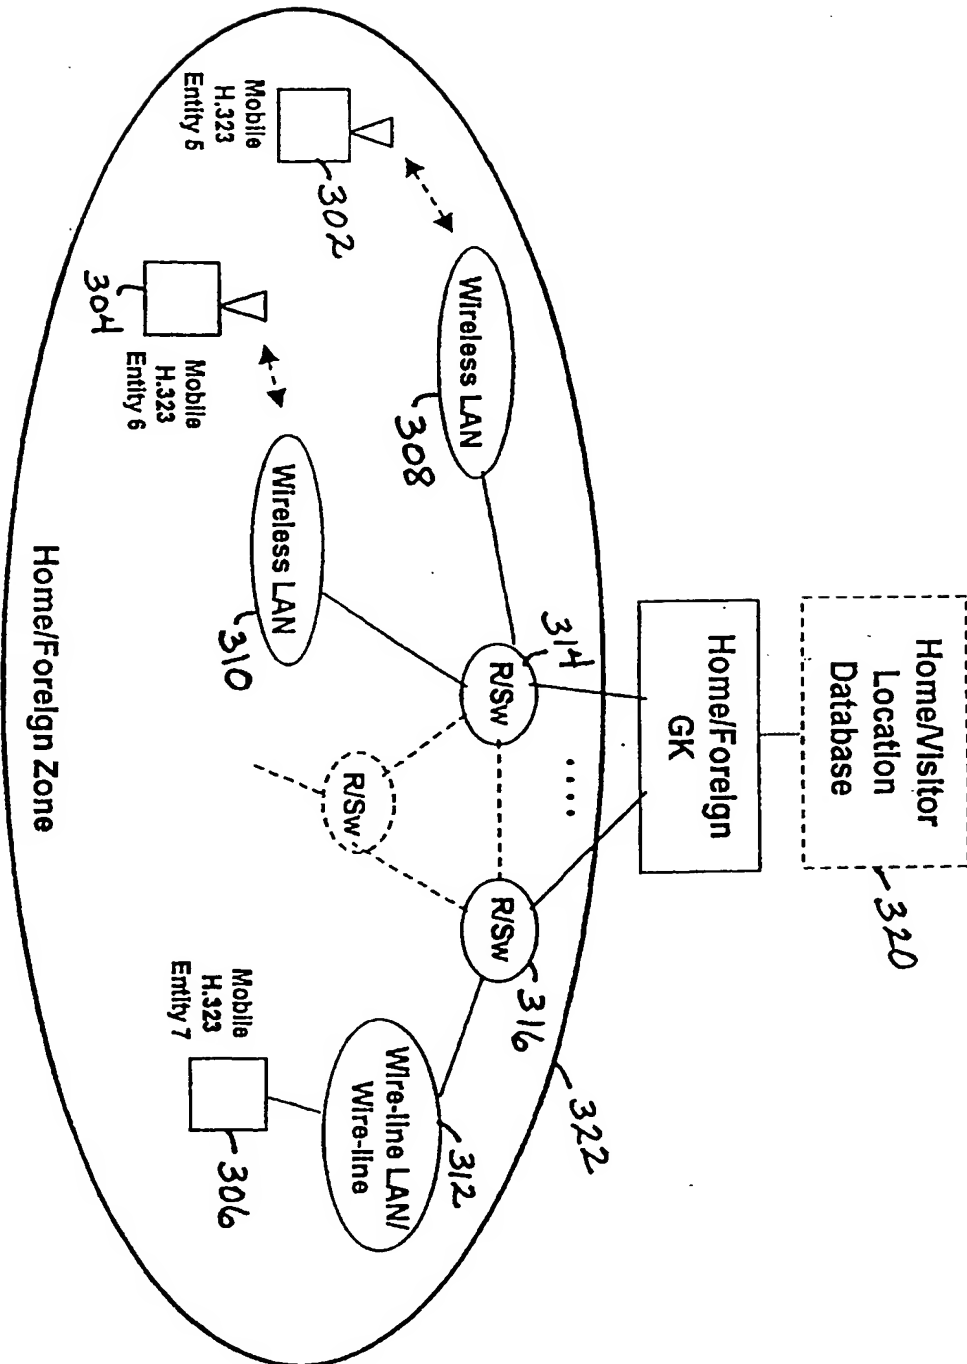 Home/Visitor
Location
Database
320
Home/Foreign
GK
322
314
R/Sw
....
R/Sw
316
R/Sw
Wireless LAN
308
Wireless LAN
310
Wire-line LAN/
Wire-line
312
302
Mobile
H.323
Entity 5
304
Mobile
H.323
Entity 6
306
Mobile
H.323
Entity 7
Home/Foreign Zone